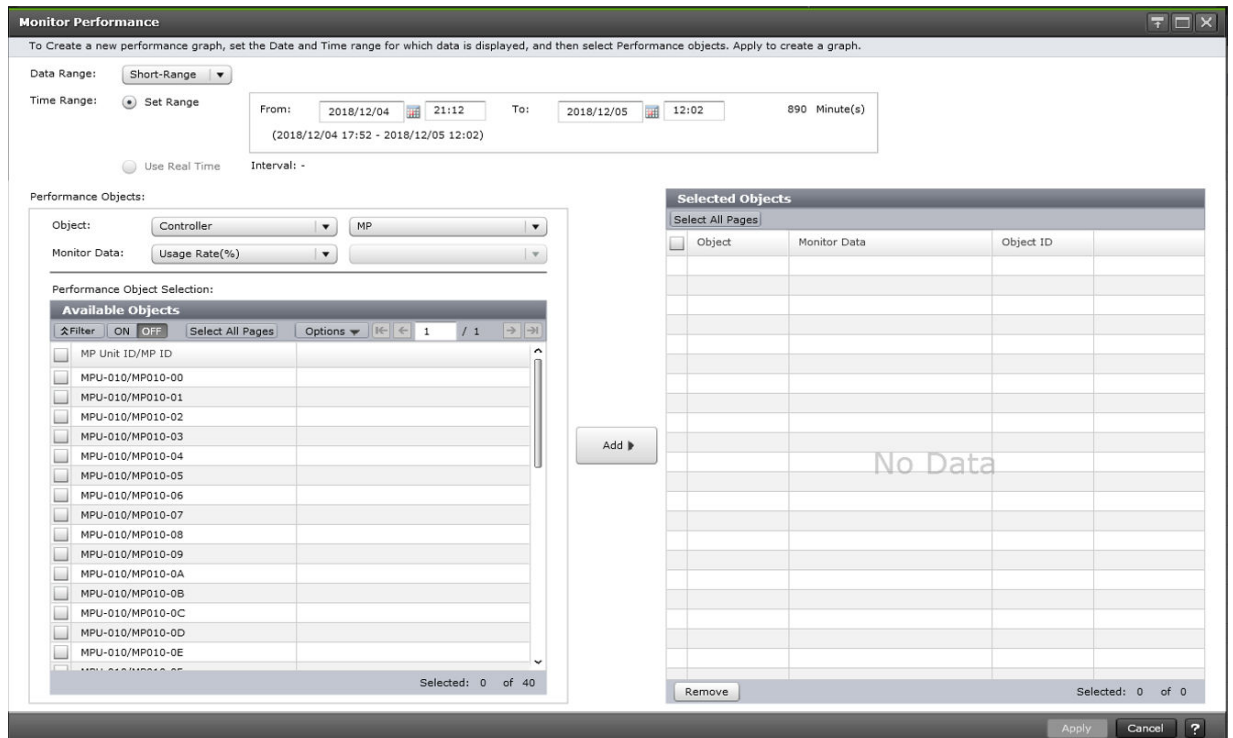 Monitor Performance
To Create a new performance graph, set the Date and Time range for which data is displayed, and then select Performance objects. Apply to create a graph.
Data Range: Short-Range
Time Range: Set Range From: 2018/12/04 21:12 To: 2018/12/05 12:02 890 Minute(s)
(2018/12/04 17:52 - 2018/12/05 12:02)
Use Real Time Interval: -
Performance Objects:
Object: Controller MP
Monitor Data: Usage Rate(%)
Performance Object Selection:
Available Objects
Filter ON OFF Select All Pages Options 1 / 1
MP Unit ID/MP ID
MPU-010/MP010-00
MPU-010/MP010-01
MPU-010/MP010-02
MPU-010/MP010-03
MPU-010/MP010-04
MPU-010/MP010-05
MPU-010/MP010-06
MPU-010/MP010-07
MPU-010/MP010-08
MPU-010/MP010-09
MPU-010/MP010-0A
MPU-010/MP010-0B
MPU-010/MP010-0C
MPU-010/MP010-0D
MPU-010/MP010-0E
Selected: 0 of 40
Add
Selected Objects
Select All Pages
Object Monitor Data Object ID
No Data
Remove Selected: 0 of 0
Apply Cancel ?